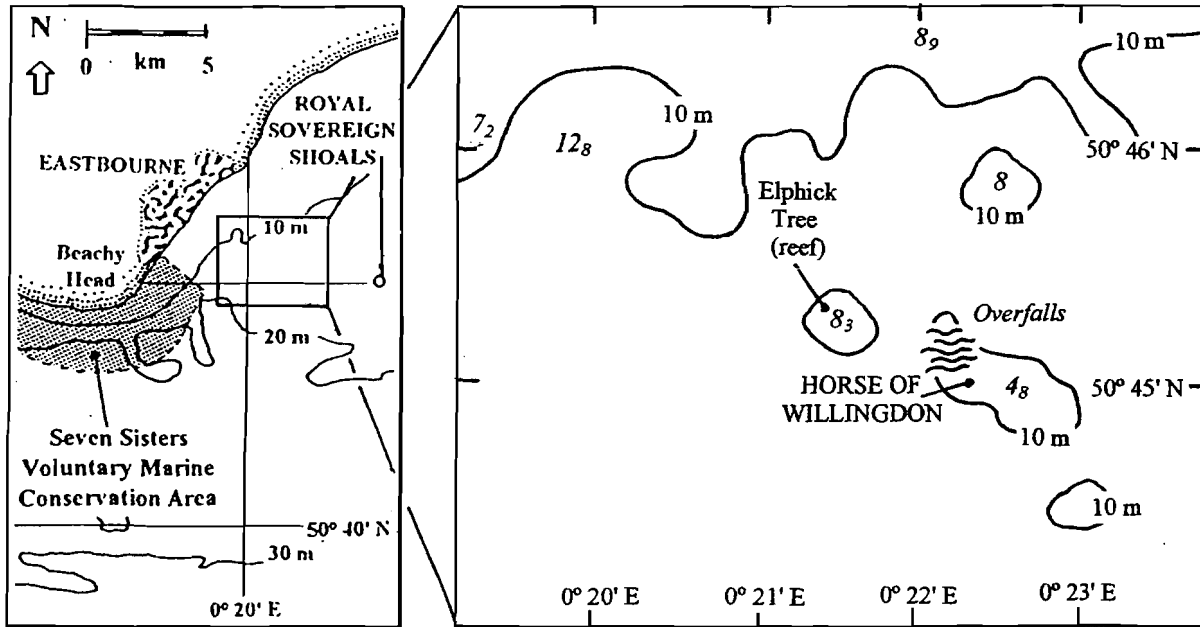 N
0 km 5
ROYAL
SOVEREIGN
SHOALS
EASTBOURNE
10 m
Beachy
Head
20 m
Seven Sisters
Voluntary Marine
Conservation Area
50° 40' N
30 m
0° 20' E
8₉
10 m
10 m
7₂
12₈
50° 46' N
8
10 m
Elphick
Tree
(reef)
8₃
Overfalls
HORSE OF
WILLINGDON
4₈
50° 45' N
10 m
10 m
0° 20' E
0° 21' E
0° 22' E
0° 23' E